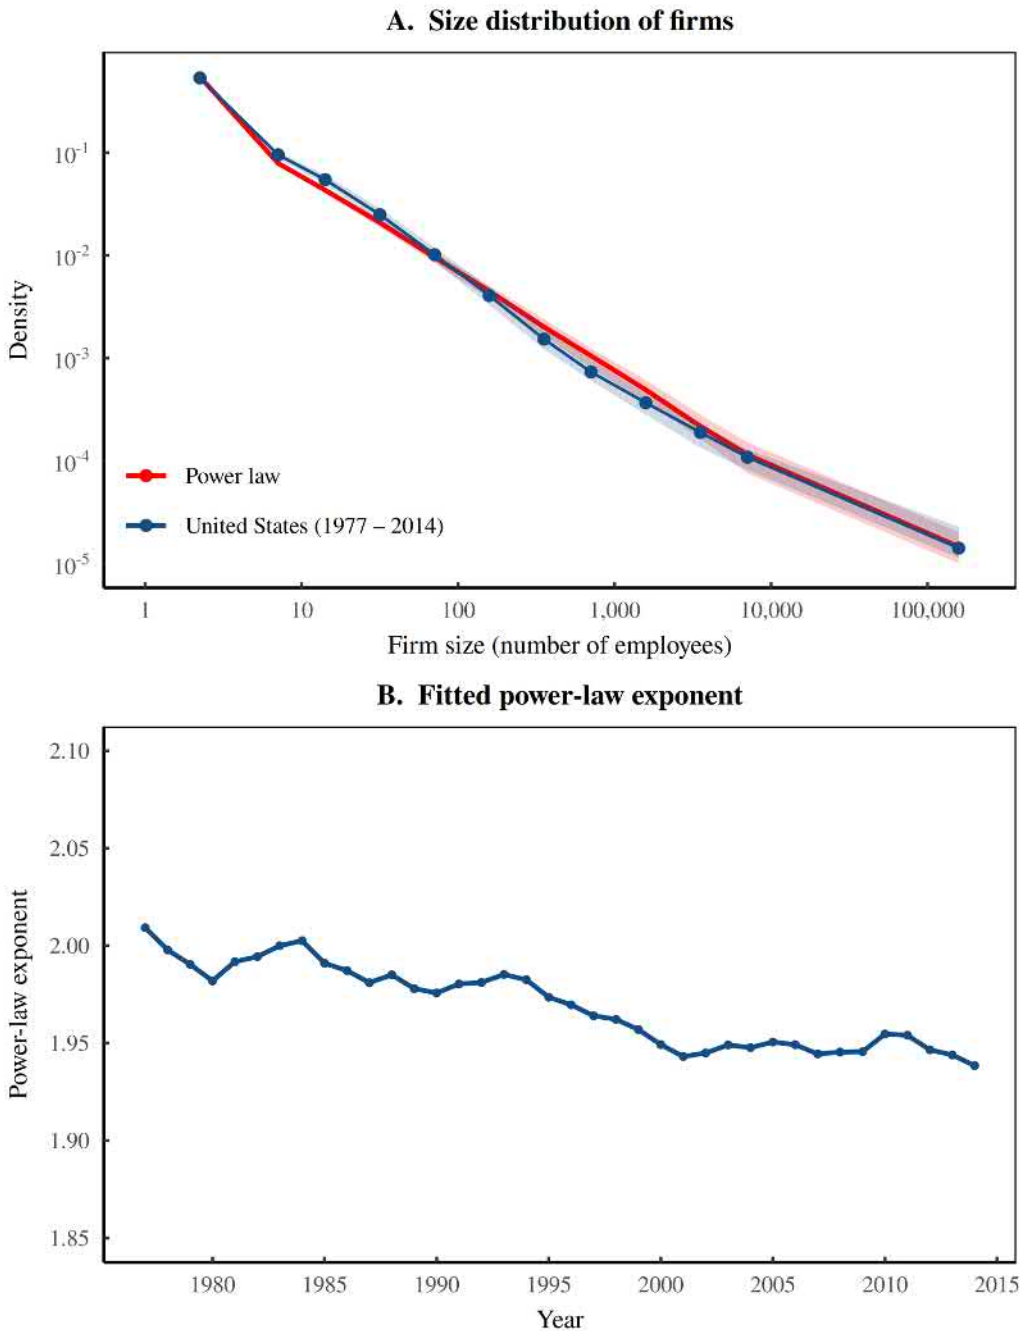 A. Size distribution of firms
Density
10⁻¹
10⁻²
10⁻³
10⁻⁴
10⁻⁵
Power law
United States (1977 – 2014)
1 10 100 1,000 10,000 100,000
Firm size (number of employees)
B. Fitted power-law exponent
Power-law exponent
2.10
2.05
2.00
1.95
1.90
1.85
1980 1985 1990 1995 2000 2005 2010 2015
Year